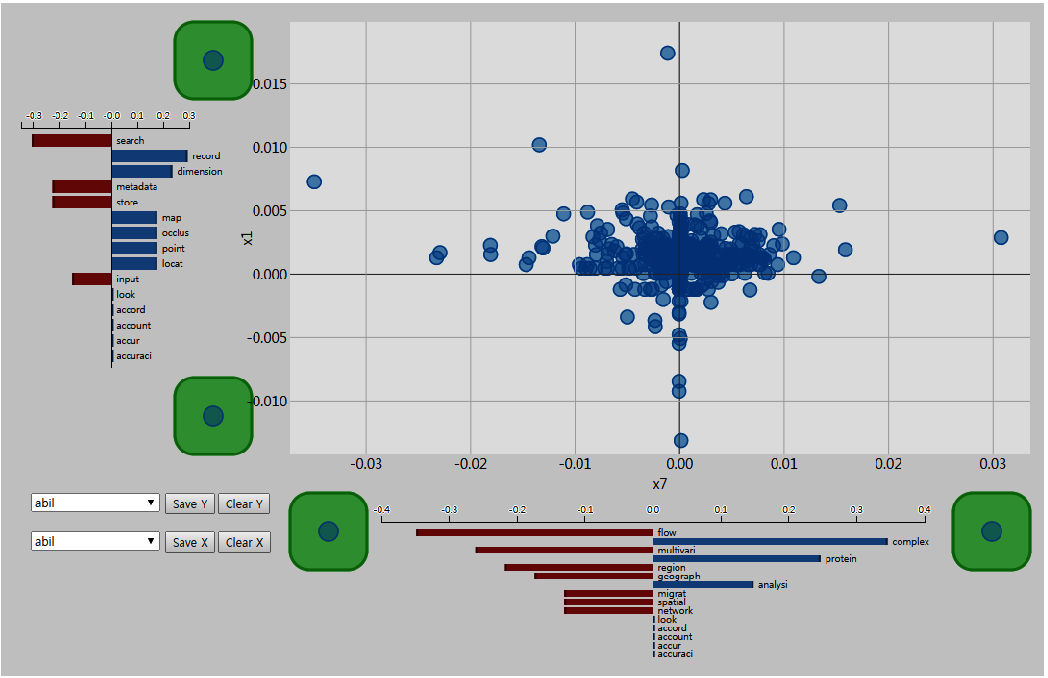 0.015
0.010
0.005
0.000
-0.005
-0.010
x1
-0.03 -0.02 -0.01 0.00 0.01 0.02 0.03
x7
-0.3 -0.2 -0.1 -0.0 0.1 0.2 0.3
search
record
dimension
metadata
store
map
occlus
point
locat
input
look
accord
account
accur
accuraci
abil Save Y Clear Y
abil Save X Clear X
-0.4 -0.3 -0.2 -0.1 0.0 0.1 0.2 0.3 0.4
flow
complex
multivari
protein
region
geograph
analysi
migrat
spatial
network
look
accord
account
accur
accuraci